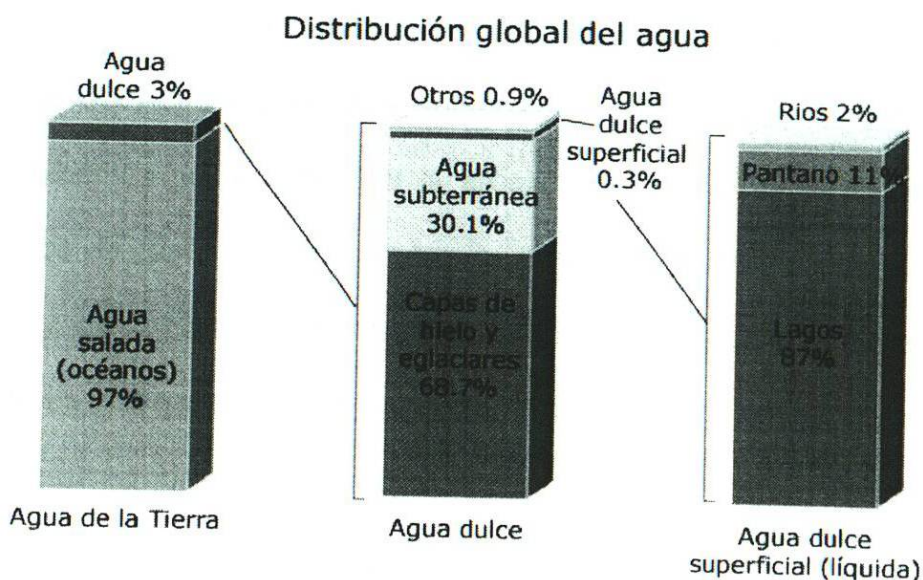 Distribución global del agua
Agua
dulce 3%
Agua
salada
(océanos)
97%
Agua de la Tierra
Otros 0.9%
Agua
subterránea
30.1%
Capas de
hielo y
eglaciares
68.7%
Agua dulce
Agua
dulce
superficial
0.3%
Rios 2%
Pantano 11%
Lagos
87%
Agua dulce
superficial (líquida)